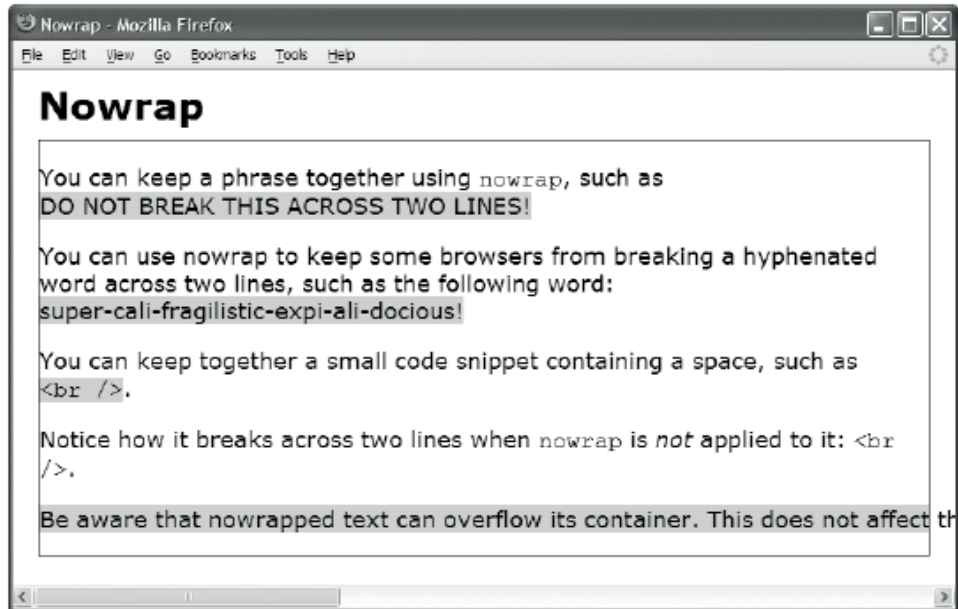 Nowrap - Mozilla Firefox
File Edit View Go Bookmarks Tools Help
Nowrap
You can keep a phrase together using nowrap, such as
DO NOT BREAK THIS ACROSS TWO LINES!
You can use nowrap to keep some browsers from breaking a hyphenated
word across two lines, such as the following word:
super-cali-fragilistic-expi-ali-docious!
You can keep together a small code snippet containing a space, such as
<br />.
Notice how it breaks across two lines when nowrap is not applied to it: <br
/>.
Be aware that nowrapped text can overflow its container. This does not affect th